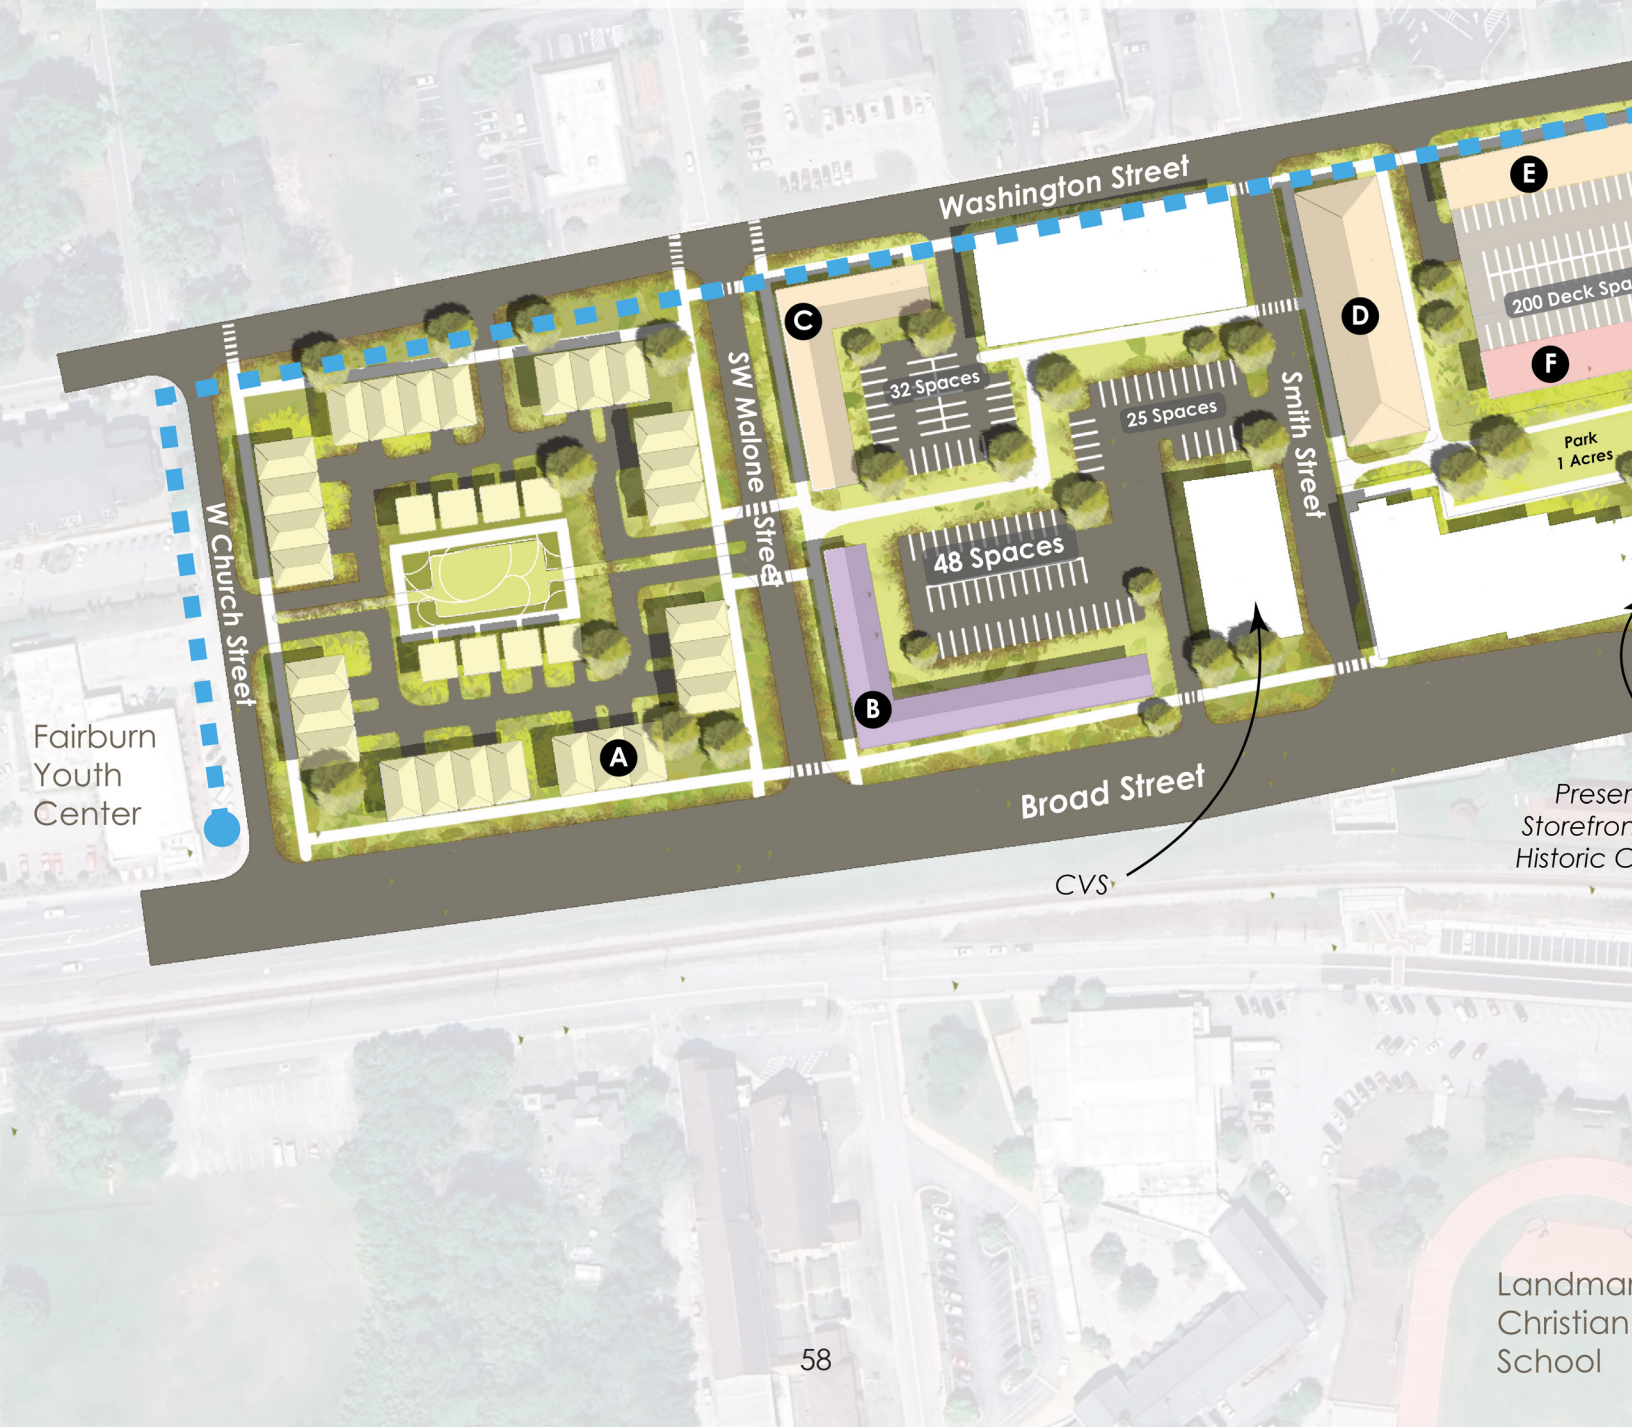 Washington Street
E
200 Deck Spa
C
D
F
32 Spaces
25 Spaces
SW Malone Street
Smith Street
Park
1 Acres
48 Spaces
W Church Street
B
A
Fairburn
Youth
Center
Broad Street
CVS
Preser
Storefron
Historic C
Landmar
Christian
School
58